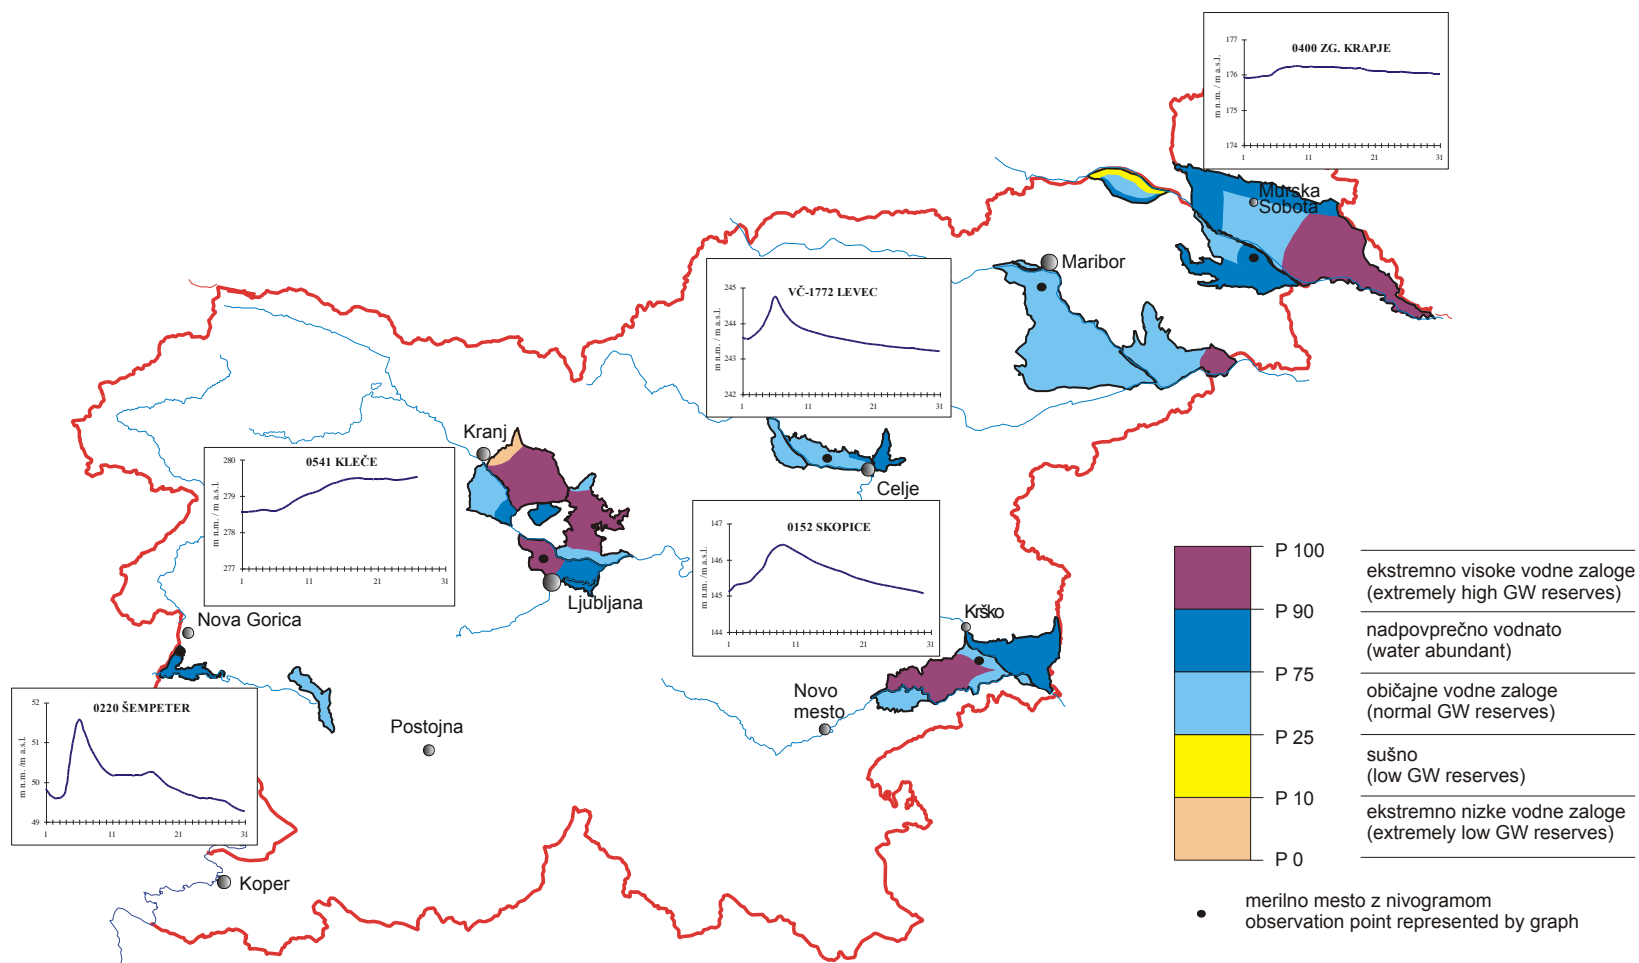 0400 ZG. KRAPJE
m n.m. / m a.s.l.
177
176
175
174
1
11
21
31
Murska
Sobota
Maribor
VČ-1772 LEVEC
m n.m. / m a.s.l.
245
244
243
242
1
11
21
31
Kranj
Celje
0541 KLEČE
m n.m. / m a.s.l.
280
279
278
277
1
11
21
31
0152 SKOPICE
m n.m. /m a.s.l.
147
146
145
144
1
11
21
31
Ljubljana
Nova Gorica
Krško
Novo
mesto
Postojna
0220 ŠEMPETER
m n.m. /m a.s.l.
52
51
50
49
1
11
21
31
Koper
P 100
ekstremno visoke vodne zaloge
(extremely high GW reserves)
P 90
nadpovprečno vodnato
(water abundant)
P 75
običajne vodne zaloge
(normal GW reserves)
P 25
sušno
(low GW reserves)
P 10
ekstremno nizke vodne zaloge
(extremely low GW reserves)
P 0
merilno mesto z nivogramom
observation point represented by graph